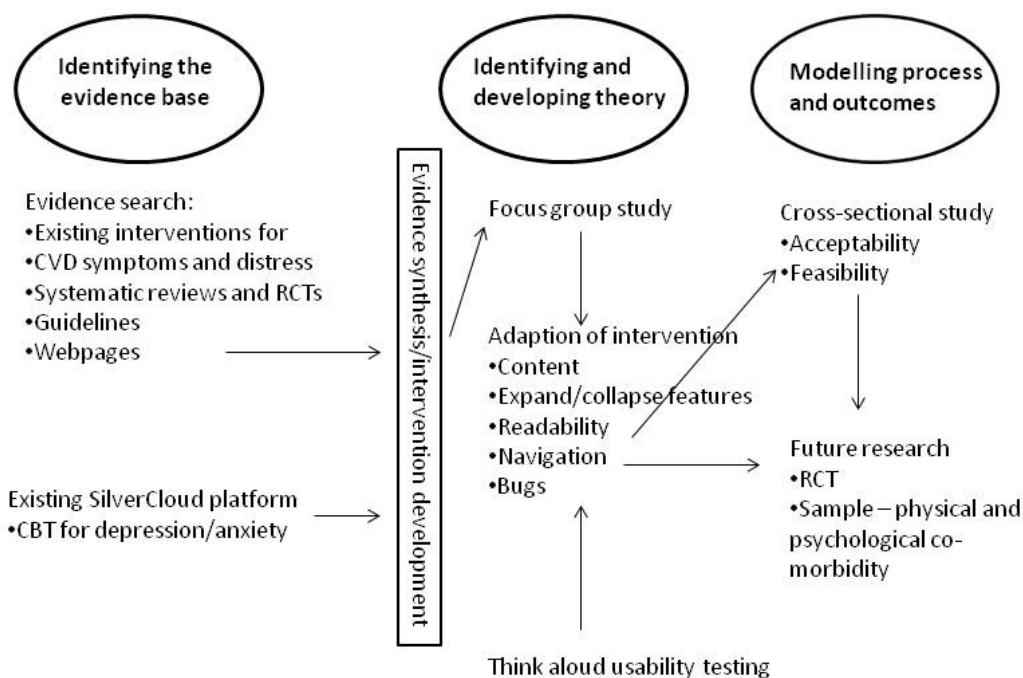 Identifying the
evidence base
Identifying and
developing theory
Modelling process
and outcomes
Evidence search:
•Existing interventions for
•CVD symptoms and distress
•Systematic reviews and RCTs
•Guidelines
•Webpages
Existing SilverCloud platform
•CBT for depression/anxiety
Evidence synthesis/intervention development
Focus group study
Adaption of intervention
•Content
•Expand/collapse features
•Readability
•Navigation
•Bugs
Think aloud usability testing
Cross-sectional study
•Acceptability
•Feasibility
Future research
•RCT
•Sample – physical and
psychological co-
morbidity